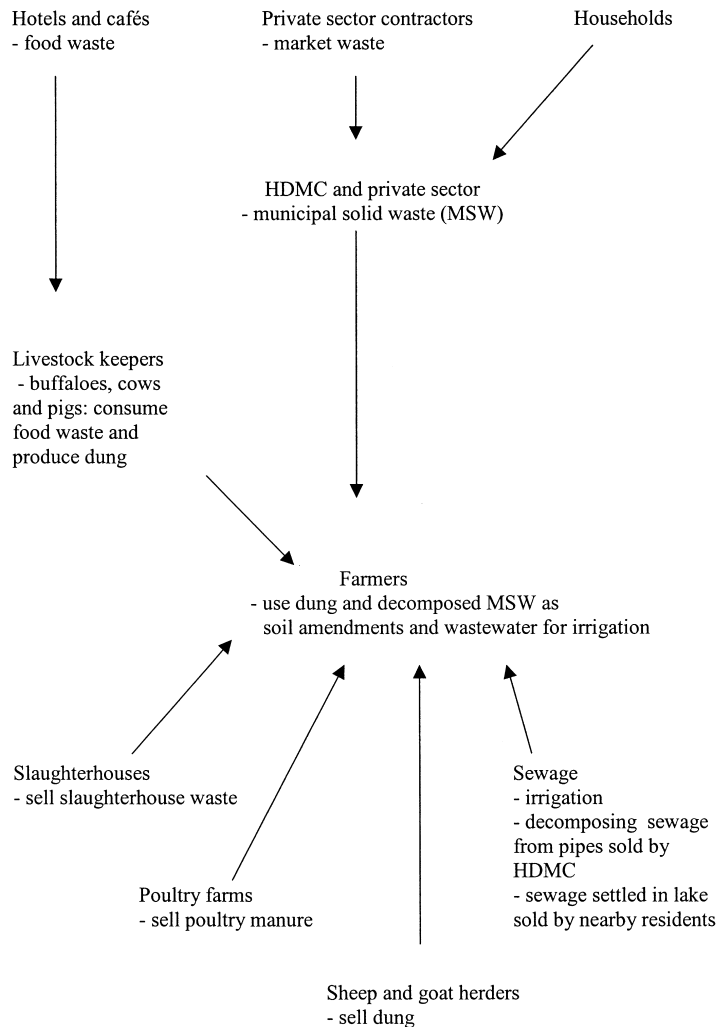 Hotels and cafés
- food waste
Private sector contractors
- market waste
Households
HDMC and private sector
- municipal solid waste (MSW)
Livestock keepers
- buffaloes, cows
and pigs: consume
food waste and
produce dung
Farmers
- use dung and decomposed MSW as
soil amendments and wastewater for irrigation
Slaughterhouses
- sell slaughterhouse waste
Sewage
- irrigation
- decomposing sewage
from pipes sold by
HDMC
- sewage settled in lake
sold by nearby residents
Poultry farms
- sell poultry manure
Sheep and goat herders
- sell dung